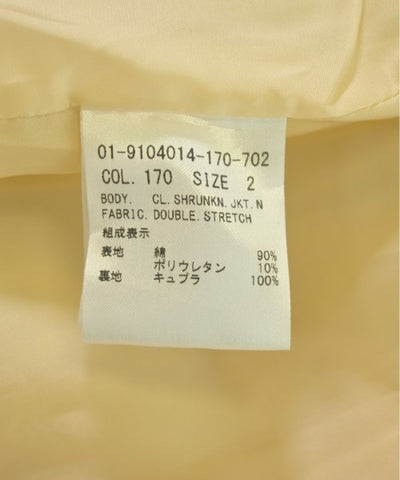 01-9104014-170-702
COL. 170 SIZE 2
BODY. CL.SHRUNKN.JKT.N
FABRIC.DOUBLE.STRETCH
組成表示
表地 綿 90%
ポリウレタン 10%
裏地 キュプラ 100%